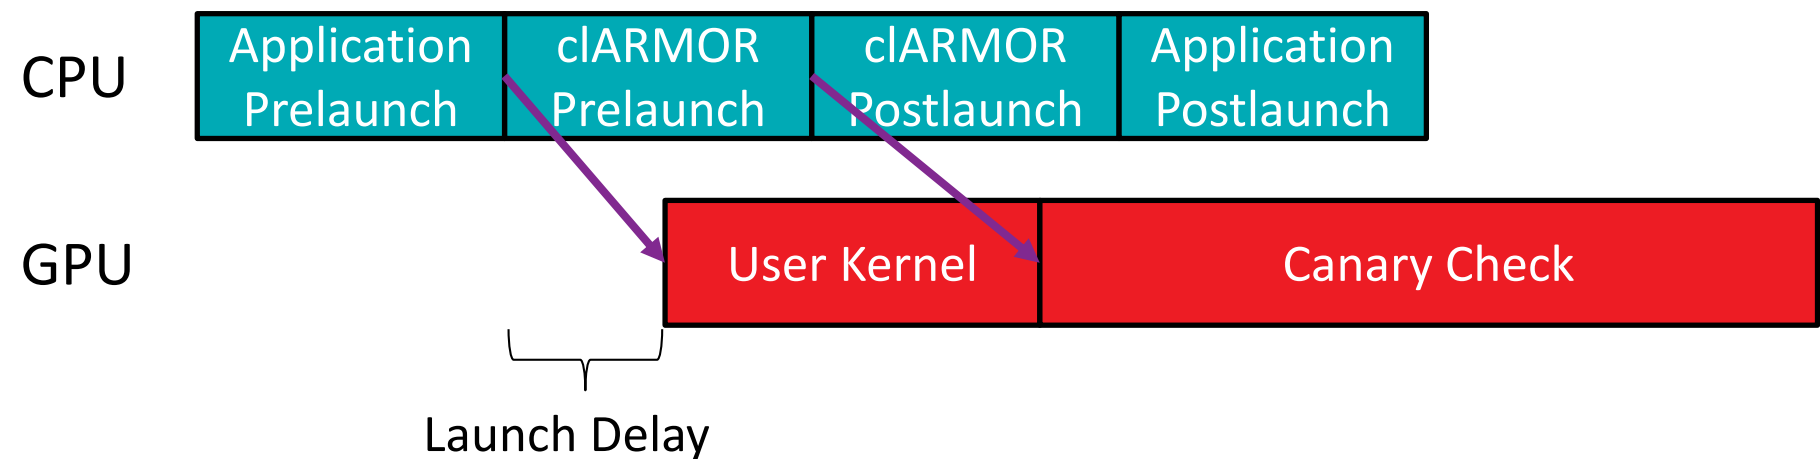 CPU
Application
Prelaunch
clARMOR
Prelaunch
clARMOR
Postlaunch
Application
Postlaunch
GPU
User Kernel
Canary Check
Launch Delay